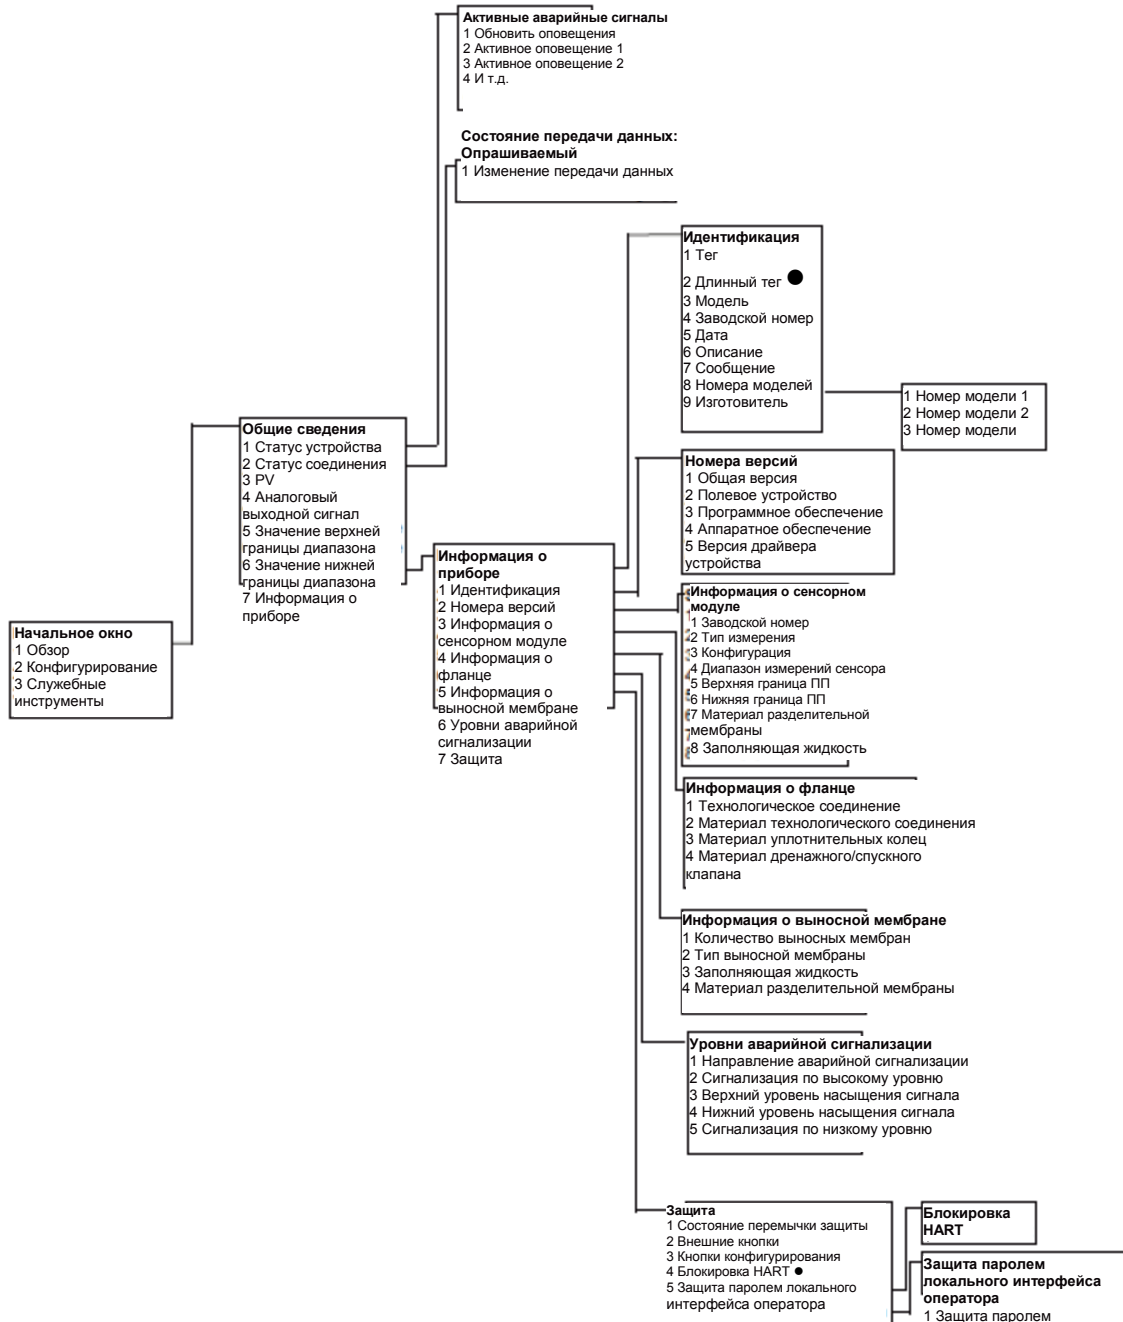 Активные аварийные сигналы
1 Обновить оповещения
2 Активное оповещение 1
3 Активное оповещение 2
4 И т.д.
Состояние передачи данных:
Опрашиваемый
1 Изменение передачи данных
Идентификация
1 Тег
2 Длинный тег ●
3 Модель
4 Заводской номер
5 Дата
6 Описание
7 Сообщение
8 Номера моделей
9 Изготовитель
1 Номер модели 1
2 Номер модели 2
3 Номер модели
Общие сведения
1 Статус устройства
2 Статус соединения
3 PV
4 Аналоговый
выходной сигнал
5 Значение верхней
границы диапазона
6 Значение нижней
границы диапазона
7 Информация о
приборе
Номера версий
1 Общая версия
2 Полевое устройство
3 Программное обеспечение
4 Аппаратное обеспечение
5 Версия драйвера
устройства
Информация о
приборе
1 Идентификация
2 Номера версий
3 Информация о
сенсорном модуле
4 Информация о
фланце
5 Информация о
выносной мембране
6 Уровни аварийной
сигнализации
7 Защита
Начальное окно
1 Обзор
2 Конфигурирование
3 Служебные
инструменты
Информация о сенсорном
модуле
1 Заводской номер
2 Тип измерения
3 Конфигурация
4 Диапазон измерений сенсора
5 Верхняя граница ПП
6 Нижняя граница ПП
7 Материал разделительной
мембраны
8 Заполняющая жидкость
Информация о фланце
1 Технологическое соединение
2 Материал технологического соединения
3 Материал уплотнительных колец
4 Материал дренажного/спускного
клапана
Информация о выносной мембране
1 Количество выносных мембран
2 Тип выносной мембраны
3 Заполняющая жидкость
4 Материал разделительной мембраны
Уровни аварийной сигнализации
1 Направление аварийной сигнализации
2 Сигнализация по высокому уровню
3 Верхний уровень насыщения сигнала
4 Нижний уровень насыщения сигнала
5 Сигнализация по низкому уровню
Защита
1 Состояние перемычки защиты
2 Внешние кнопки
3 Кнопки конфигурирования
4 Блокировка HART ●
5 Защита паролем локального
интерфейса оператора
Блокировка
HART
Защита паролем
локального интерфейса
оператора
1 Защита паролем